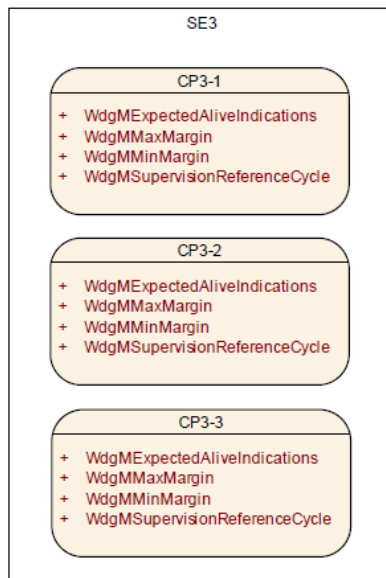 SE3
CP3-1
+ WdgMExpectedAliveIndications
+ WdgMMaxMargin
+ WdgMMinMargin
+ WdgMSupervisionReferenceCycle
CP3-2
+ WdgMExpectedAliveIndications
+ WdgMMaxMargin
+ WdgMMinMargin
+ WdgMSupervisionReferenceCycle
CP3-3
+ WdgMExpectedAliveIndications
+ WdgMMaxMargin
+ WdgMMinMargin
+ WdgMSupervisionReferenceCycle